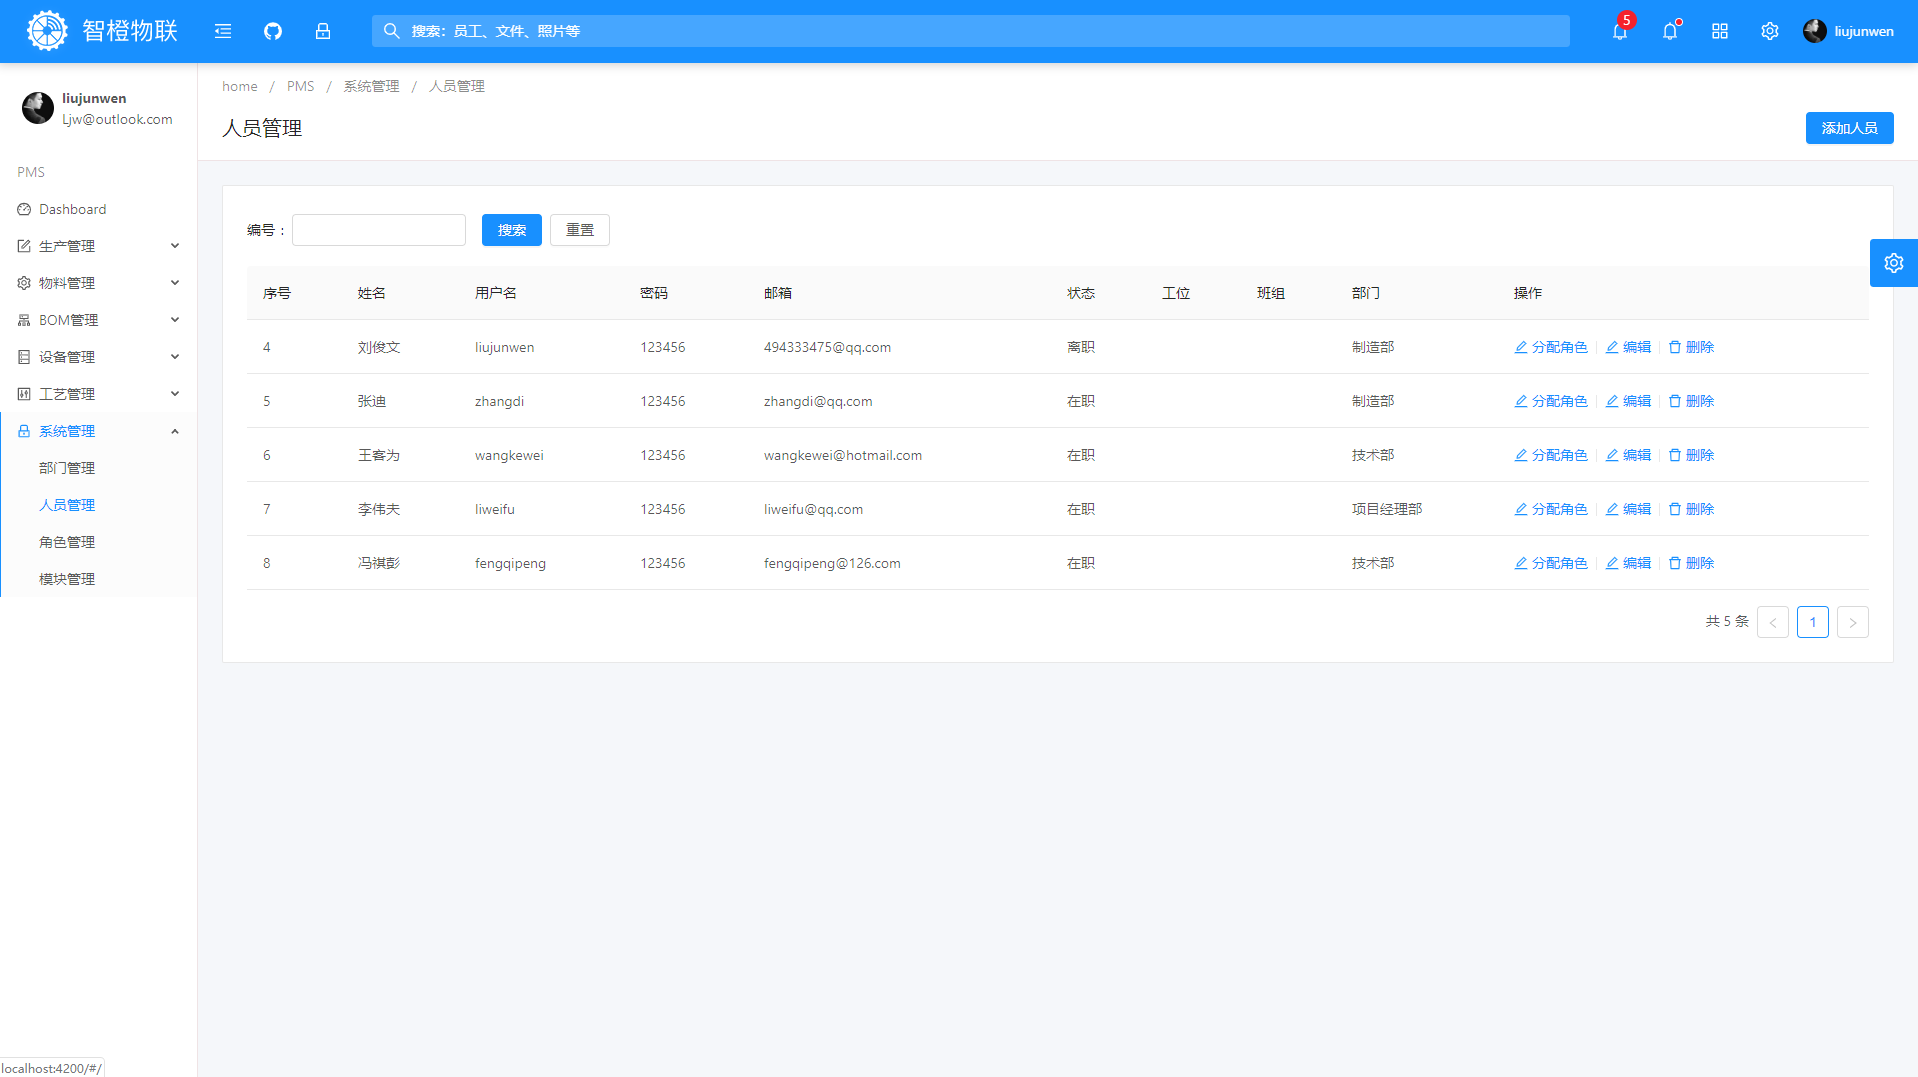 智橙物联
搜索：员工、文件、照片等
5
liujunwen
liujunwen
Ljw@outlook.com
PMS
Dashboard
生产管理
物料管理
BOM管理
设备管理
工艺管理
系统管理
部门管理
人员管理
角色管理
模块管理
home / PMS / 系统管理 / 人员管理
人员管理
添加人员
编号： 搜索 重置
序号 姓名 用户名 密码 邮箱 状态 工位 班组 部门 操作
4 刘俊文 liujunwen 123456 494333475@qq.com 离职 制造部 分配角色 编辑 删除
5 张迪 zhangdi 123456 zhangdi@qq.com 在职 制造部 分配角色 编辑 删除
6 王客为 wangkewei 123456 wangkewei@hotmail.com 在职 技术部 分配角色 编辑 删除
7 李伟夫 liweifu 123456 liweifu@qq.com 在职 项目经理部 分配角色 编辑 删除
8 冯祺彭 fengqipeng 123456 fengqipeng@126.com 在职 技术部 分配角色 编辑 删除
共 5 条 < 1 >
localhost:4200/#/